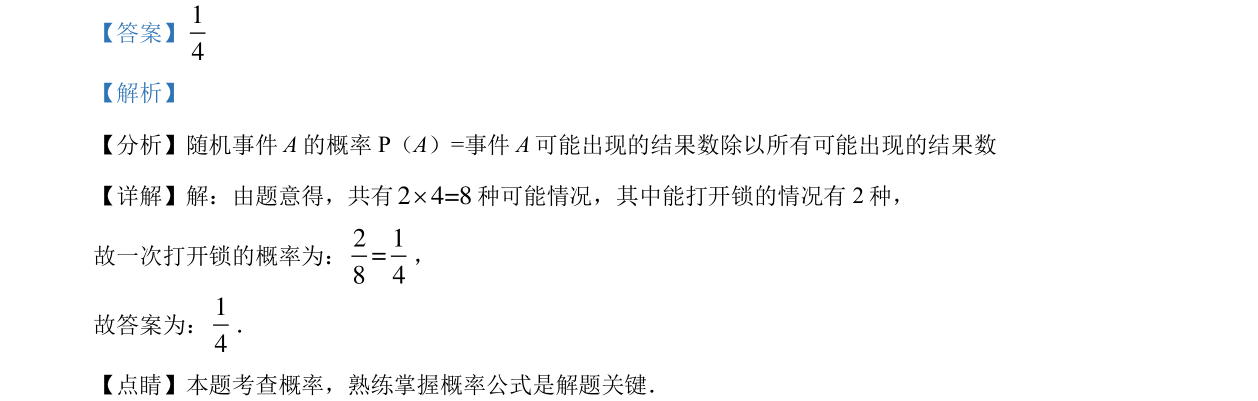 【答案】1/4
【解析】
【分析】随机事件 A 的概率 P（A）=事件 A 可能出现的结果数除以所有可能出现的结果数
【详解】解：由题意得，共有 2×4=8 种可能情况，其中能打开锁的情况有 2 种，
故一次打开锁的概率为：2/8=1/4，
故答案为：1/4．
【点睛】本题考查概率，熟练掌握概率公式是解题关键．